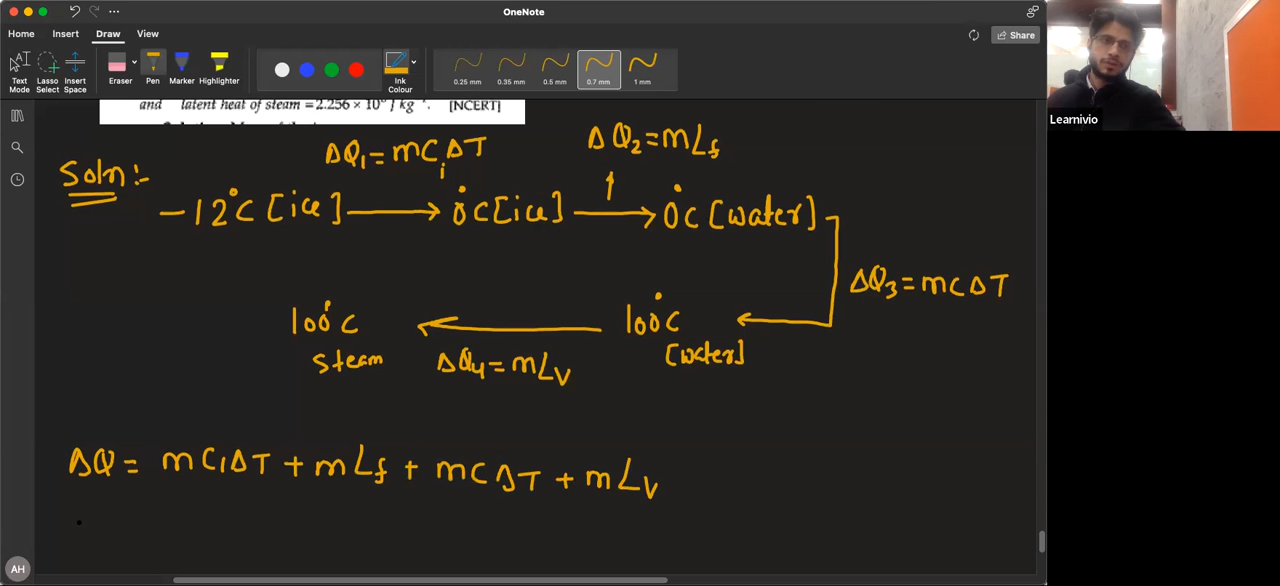 OneNote
Home Insert Draw View
Share
Text Mode
Lasso Select
Insert Space
Eraser
Pen
Marker
Highlighter
Ink Colour
0.25 mm
0.35 mm
0.5 mm
0.7 mm
1 mm
Learnivio
and latent heat of steam = 2.256 × 10⁶ J kg⁻¹. [NCERT]
ΔQ₁ = mCᵢΔT
ΔQ₂ = mLf
Soln:-
-12°C [ice] → 0°C [ice] → 0°C [water]
ΔQ₃ = mCΔT
100°C ← 100°C
steam [water]
ΔQ₄ = mLv
ΔQ = mCᵢΔT + mLf + mCΔT + mLv
AH